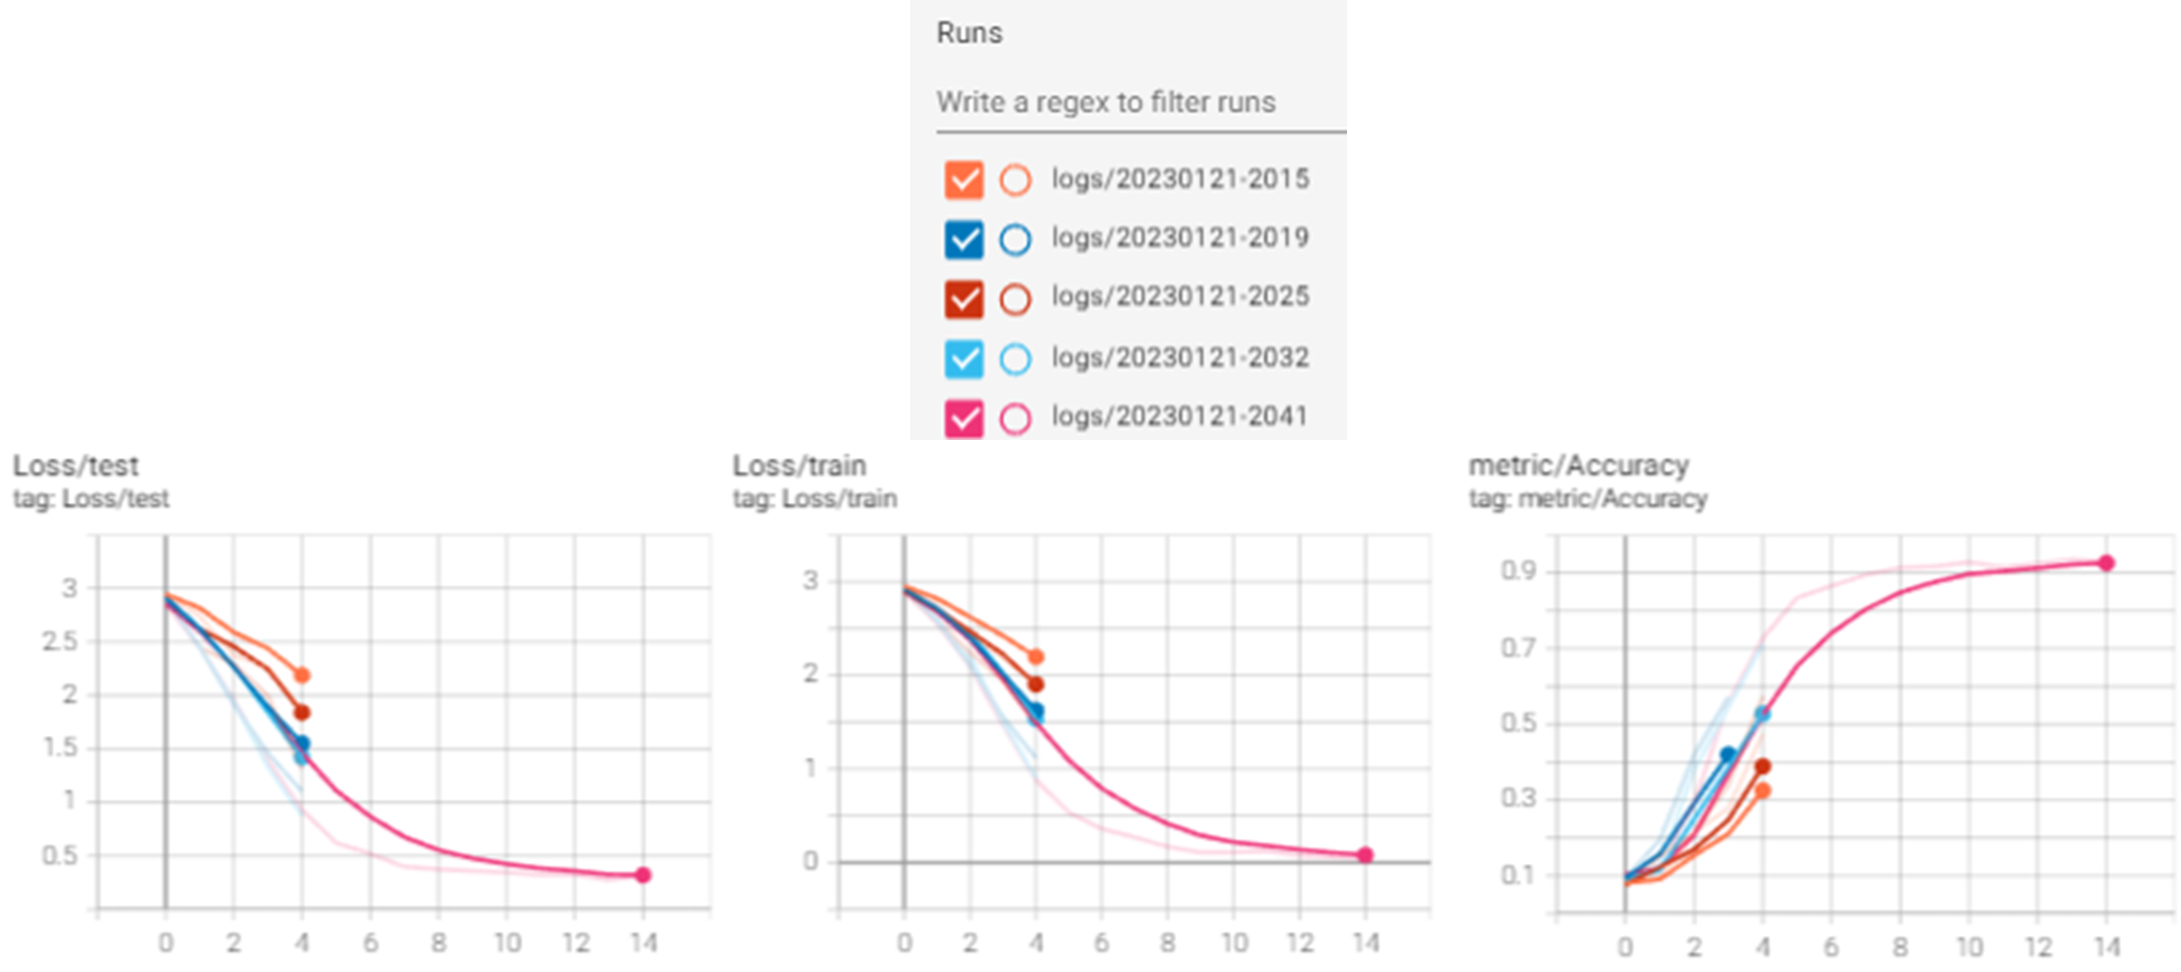 Runs
Write a regex to filter runs
logs/20230121-2015
logs/20230121-2019
logs/20230121-2025
logs/20230121-2032
logs/20230121-2041
Loss/test
tag: Loss/test
3
2.5
2
1.5
1
0.5
0 2 4 6 8 10 12 14
Loss/train
tag: Loss/train
3
2
1
0
0 2 4 6 8 10 12 14
metric/Accuracy
tag: metric/Accuracy
0.9
0.7
0.5
0.3
0.1
0 2 4 6 8 10 12 14